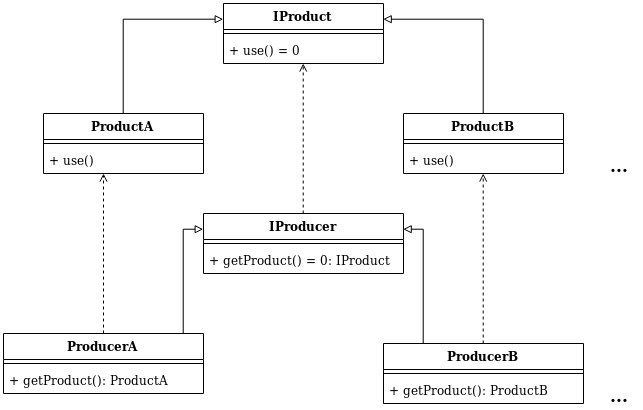 IProduct
+ use() = 0
ProductA
+ use()
ProductB
+ use()
...
IProducer
+ getProduct() = 0: IProduct
ProducerA
+ getProduct(): ProductA
ProducerB
+ getProduct(): ProductB
...